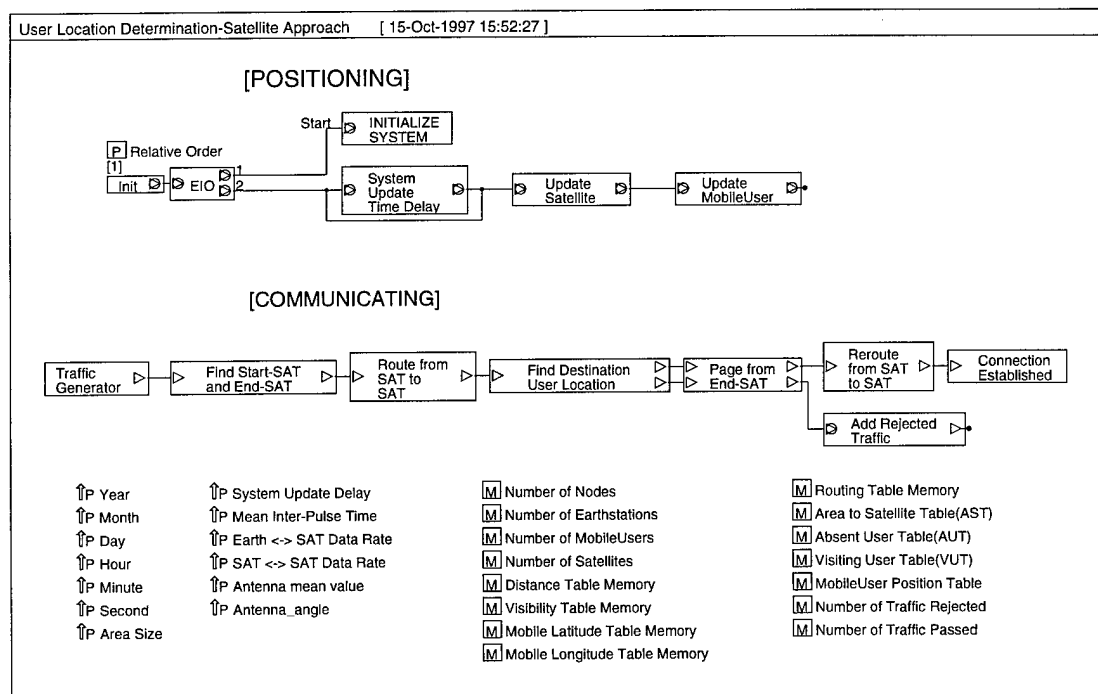 User Location Determination-Satellite Approach [ 15-Oct-1997 15:52:27 ]
[POSITIONING]
Start
INITIALIZE
SYSTEM
P Relative Order
[1]
Init
EIO
1
2
System
Update
Time Delay
Update
Satellite
Update
MobileUser
[COMMUNICATING]
Traffic
Generator
Find Start-SAT
and End-SAT
Route from
SAT to
SAT
Find Destination
User Location
Page from
End-SAT
Reroute
from SAT
to SAT
Connection
Established
Add Rejected
Traffic
⇑P Year
⇑P Month
⇑P Day
⇑P Hour
⇑P Minute
⇑P Second
⇑P Area Size
⇑P System Update Delay
⇑P Mean Inter-Pulse Time
⇑P Earth <-> SAT Data Rate
⇑P SAT <-> SAT Data Rate
⇑P Antenna mean value
⇑P Antenna_angle
M Number of Nodes
M Number of Earthstations
M Number of MobileUsers
M Number of Satellites
M Distance Table Memory
M Visibility Table Memory
M Mobile Latitude Table Memory
M Mobile Longitude Table Memory
M Routing Table Memory
M Area to Satellite Table(AST)
M Absent User Table(AUT)
M Visiting User Table(VUT)
M MobileUser Position Table
M Number of Traffic Rejected
M Number of Traffic Passed